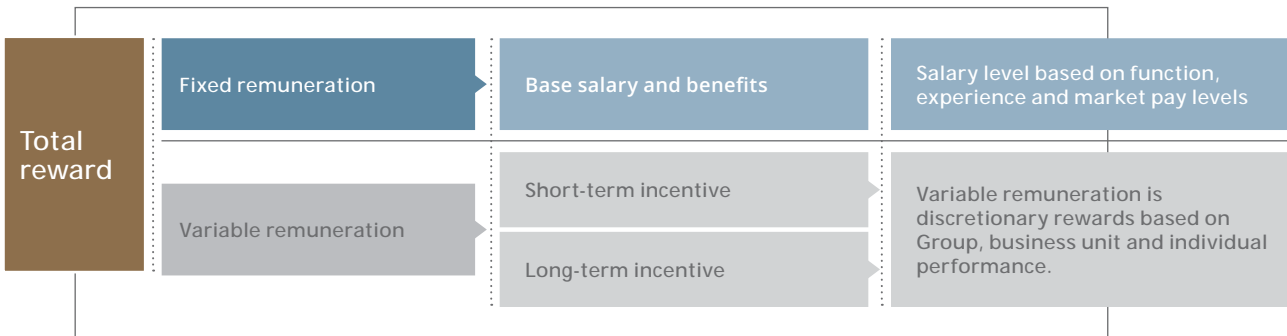 Total
reward
Fixed remuneration
Base salary and benefits
Salary level based on function,
experience and market pay levels
Variable remuneration
Short-term incentive
Long-term incentive
Variable remuneration is
discretionary rewards based on
Group, business unit and individual
performance.